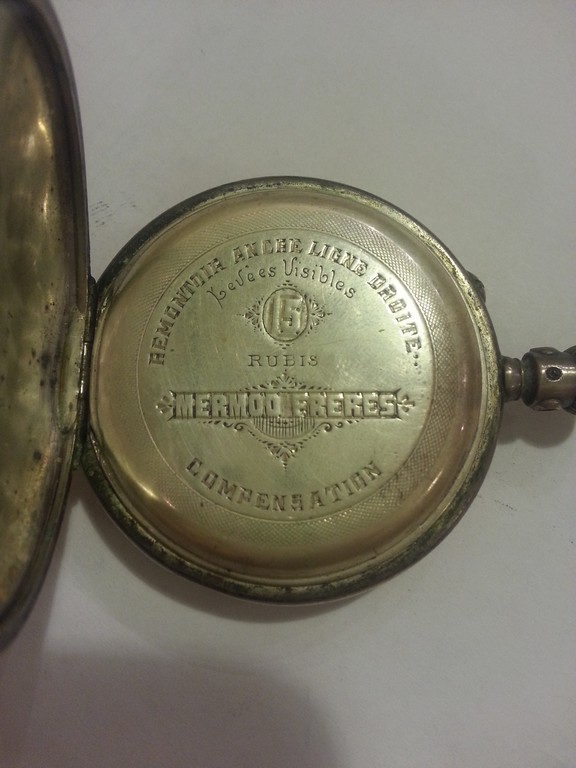 REMONTOIR ANCRE LIGNE DROITE
Levées Visibles
15
RUBIS
MERMOD FRERES
COMPENSATION